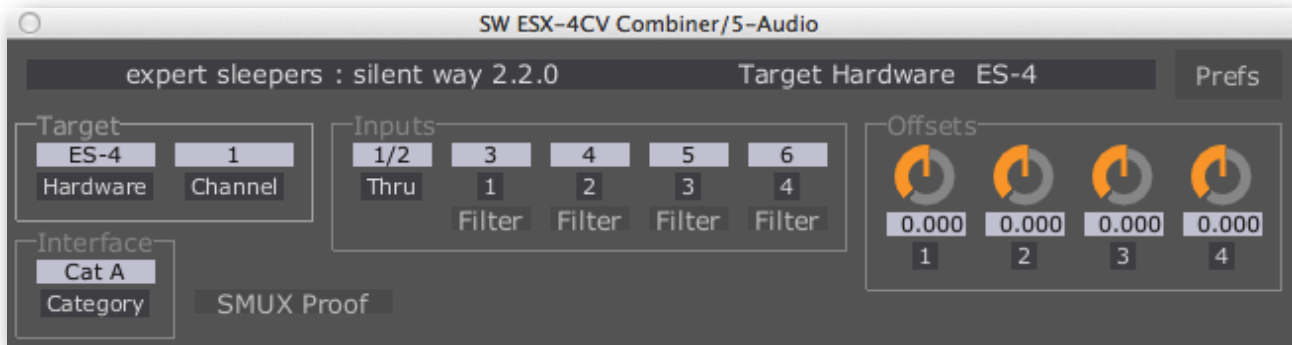 SW ESX-4CV Combiner/5-Audio
expert sleepers : silent way 2.2.0 Target Hardware ES-4 Prefs
Target Inputs Offsets
ES-4 1 1/2 3 4 5 6
Hardware Channel Thru 1 2 3 4
Filter Filter Filter Filter
0.000 0.000 0.000 0.000
1 2 3 4
Interface
Cat A
Category SMUX Proof